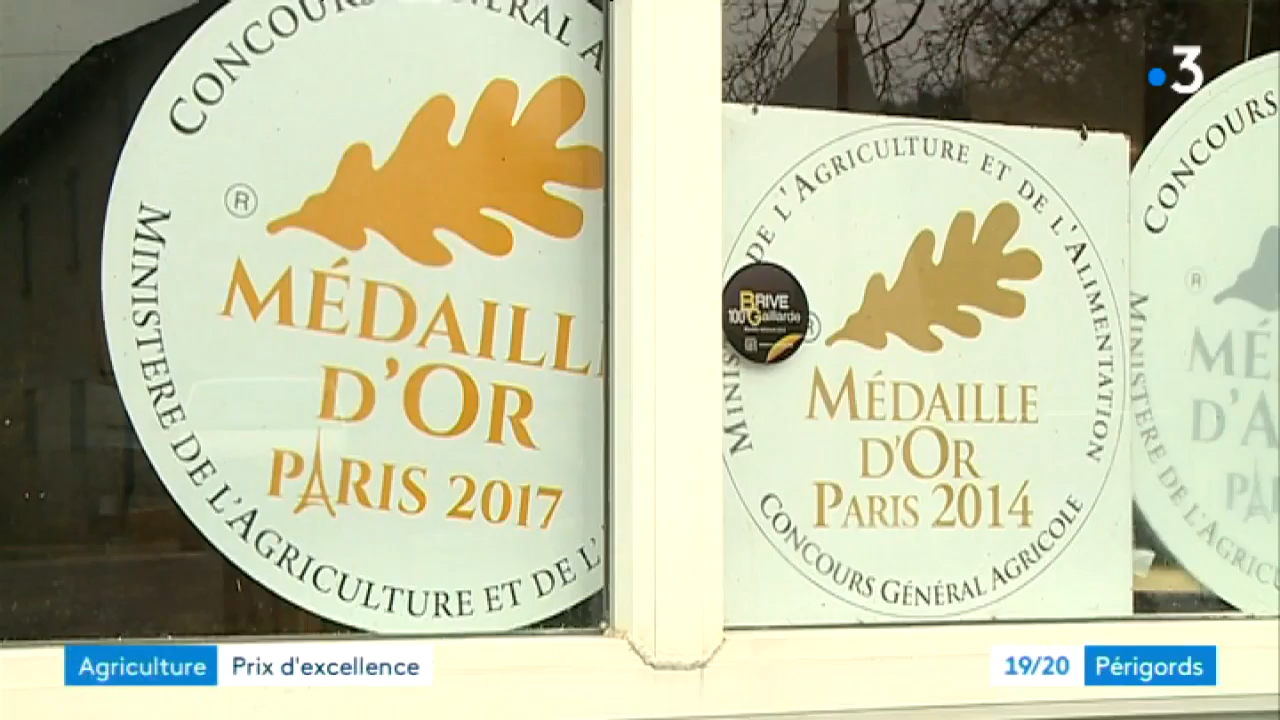 CONCOURS GÉNÉRAL A
®
MINISTERE DE L'AGRICULTURE ET DE L'
MÉDAILL
D'OR
PARIS 2017
DE L'AGRICULTURE ET DE L'ALIMENTATION
BRIVE
100% Gaillarde
®
MÉDAILLE
D'OR
PARIS 2014
CONCOURS GÉNÉRAL AGRICOLE
CONCOURS
®
MÉ
D'A
PA
MINISTERE DE L'AGRIC
3
Agriculture
Prix d'excellence
19/20
Périgords